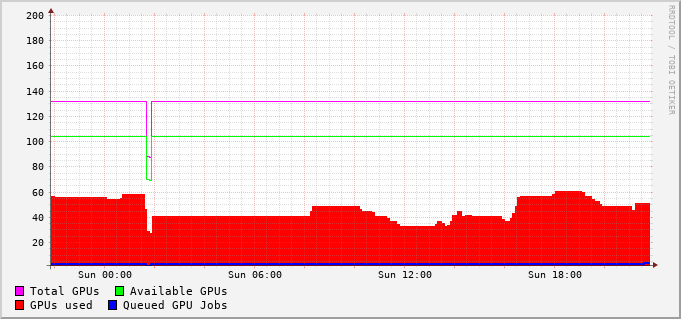 RRDTOOL / TOBI OETIKER
200
180
160
140
120
100
80
60
40
20
Sun 00:00 Sun 06:00 Sun 12:00 Sun 18:00
Total GPUs Available GPUs
GPUs used Queued GPU Jobs